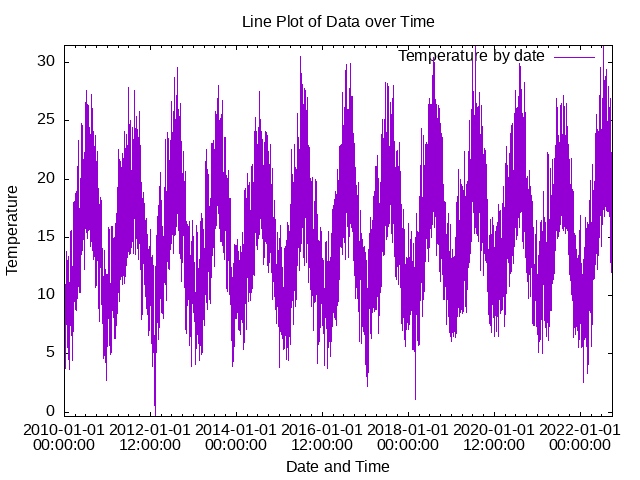 Line Plot of Data over Time
Temperature by date
30
25
20
15
10
5
0
Temperature
2010-01-01 2012-01-01 2014-01-01 2016-01-01 2018-01-01 2020-01-01 2022-01-01
00:00:00 12:00:00 00:00:00 12:00:00 00:00:00 12:00:00 00:00:00
Date and Time